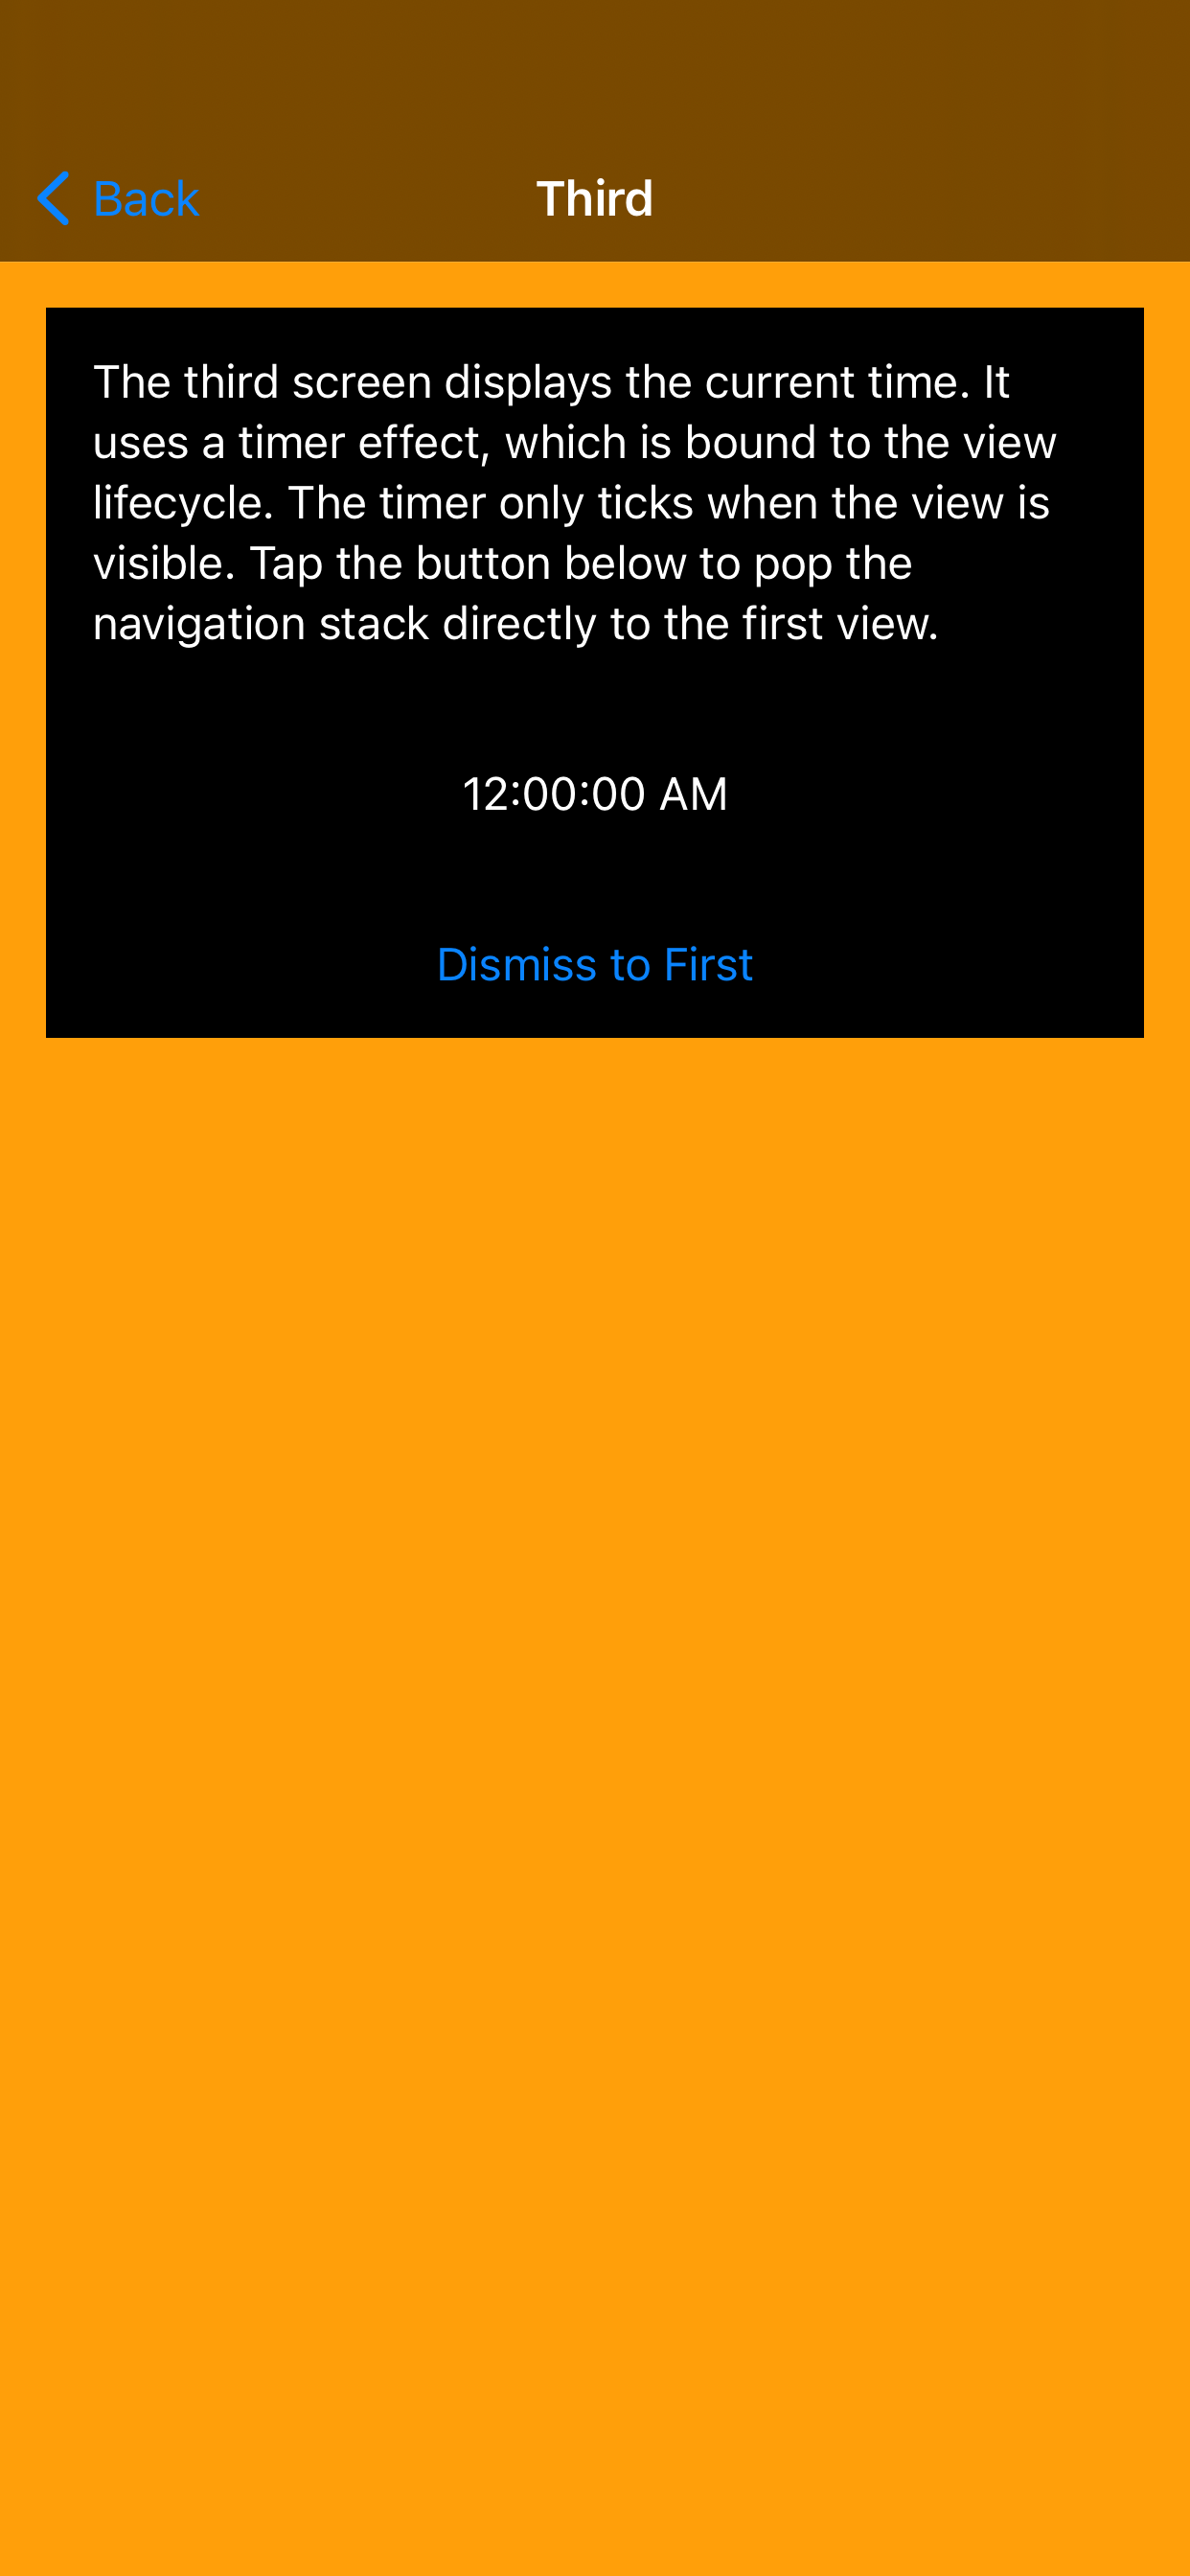 Back
Third
The third screen displays the current time. It
uses a timer effect, which is bound to the view
lifecycle. The timer only ticks when the view is
visible. Tap the button below to pop the
navigation stack directly to the first view.
12:00:00 AM
Dismiss to First